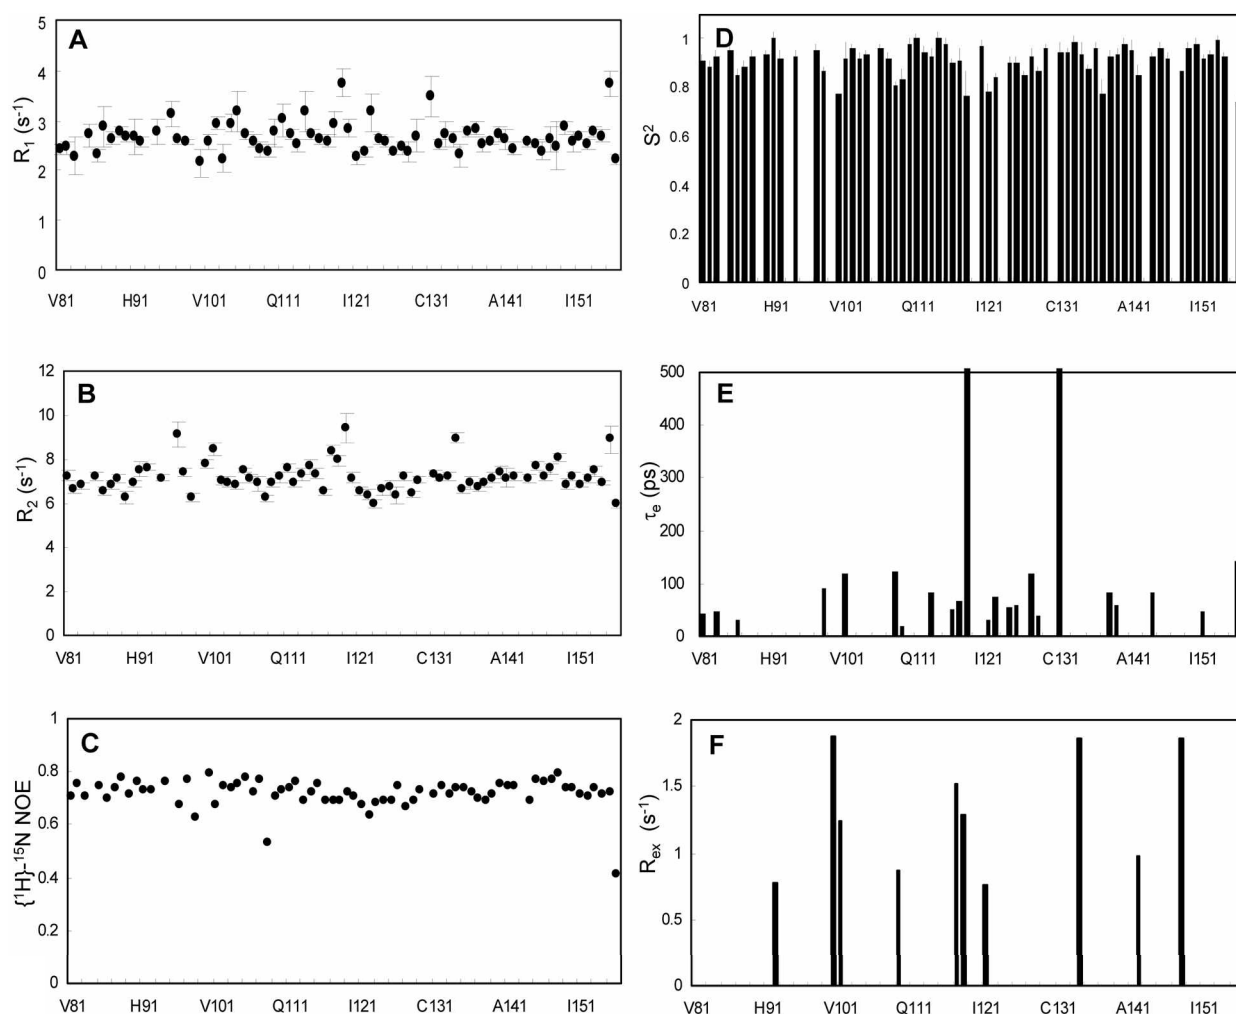 A
R1 (s-1)
5
4
3
2
1
0
V81 H91 V101 Q111 I121 C131 A141 I151
D
S2
1
0.8
0.6
0.4
0.2
0
V81 H91 V101 Q111 I121 C131 A141 I151
B
R2 (s-1)
12
10
8
6
4
2
0
V81 H91 V101 Q111 I121 C131 A141 I151
E
τe (ps)
500
400
300
200
100
0
V81 H91 V101 Q111 I121 C131 A141 I151
C
{1H}-15N NOE
1
0.8
0.6
0.4
0.2
0
V81 H91 V101 Q111 I121 C131 A141 I151
F
Rex (s-1)
2
1.5
1
0.5
0
V81 H91 V101 Q111 I121 C131 A141 I151